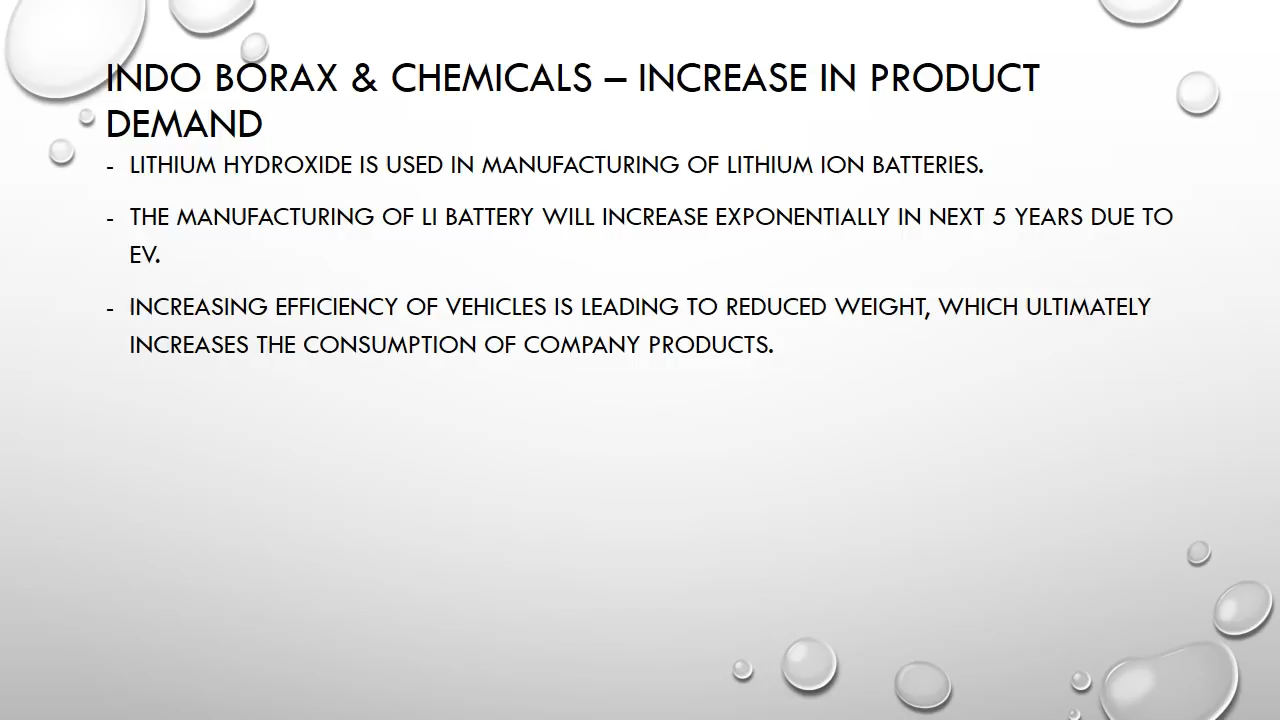 INDO BORAX & CHEMICALS – INCREASE IN PRODUCT
DEMAND
- LITHIUM HYDROXIDE IS USED IN MANUFACTURING OF LITHIUM ION BATTERIES.
- THE MANUFACTURING OF LI BATTERY WILL INCREASE EXPONENTIALLY IN NEXT 5 YEARS DUE TO
EV.
- INCREASING EFFICIENCY OF VEHICLES IS LEADING TO REDUCED WEIGHT, WHICH ULTIMATELY
INCREASES THE CONSUMPTION OF COMPANY PRODUCTS.